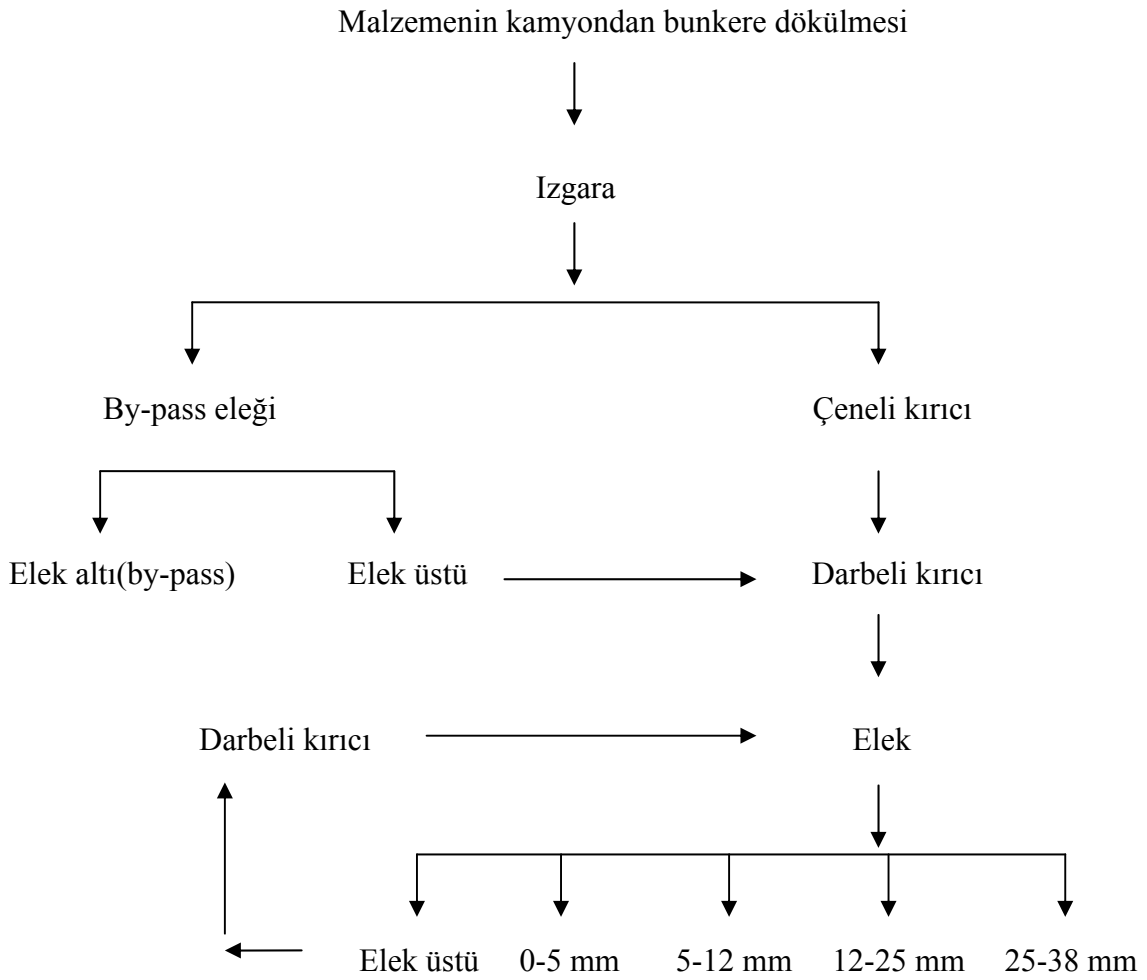 Malzemenin kamyondan bunkere dökülmesi
Izgara
By-pass eleği
Çeneli kırıcı
Elek altı(by-pass)
Elek üstü
Darbeli kırıcı
Darbeli kırıcı
Elek
Elek üstü
0-5 mm
5-12 mm
12-25 mm
25-38 mm